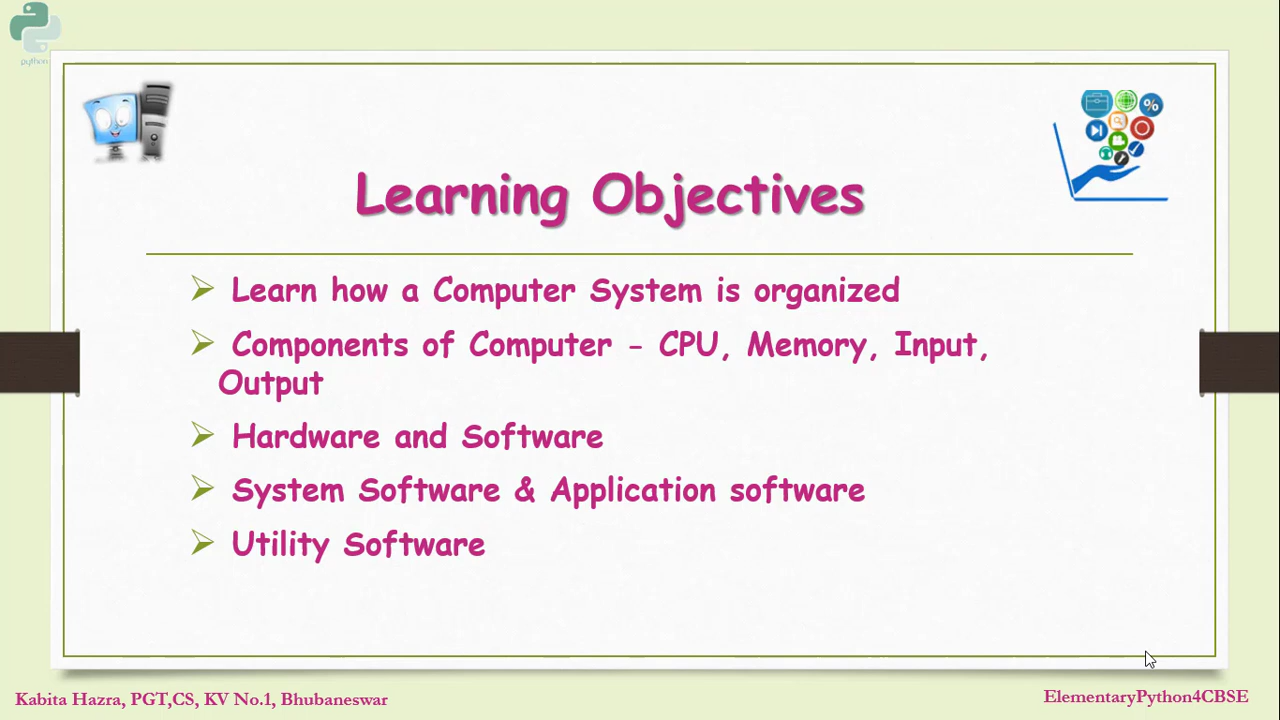 python
Learning Objectives
➢ Learn how a Computer System is organized
➢ Components of Computer - CPU, Memory, Input,
Output
➢ Hardware and Software
➢ System Software & Application software
➢ Utility Software
Kabita Hazra, PGT,CS, KV No.1, Bhubaneswar
ElementaryPython4CBSE